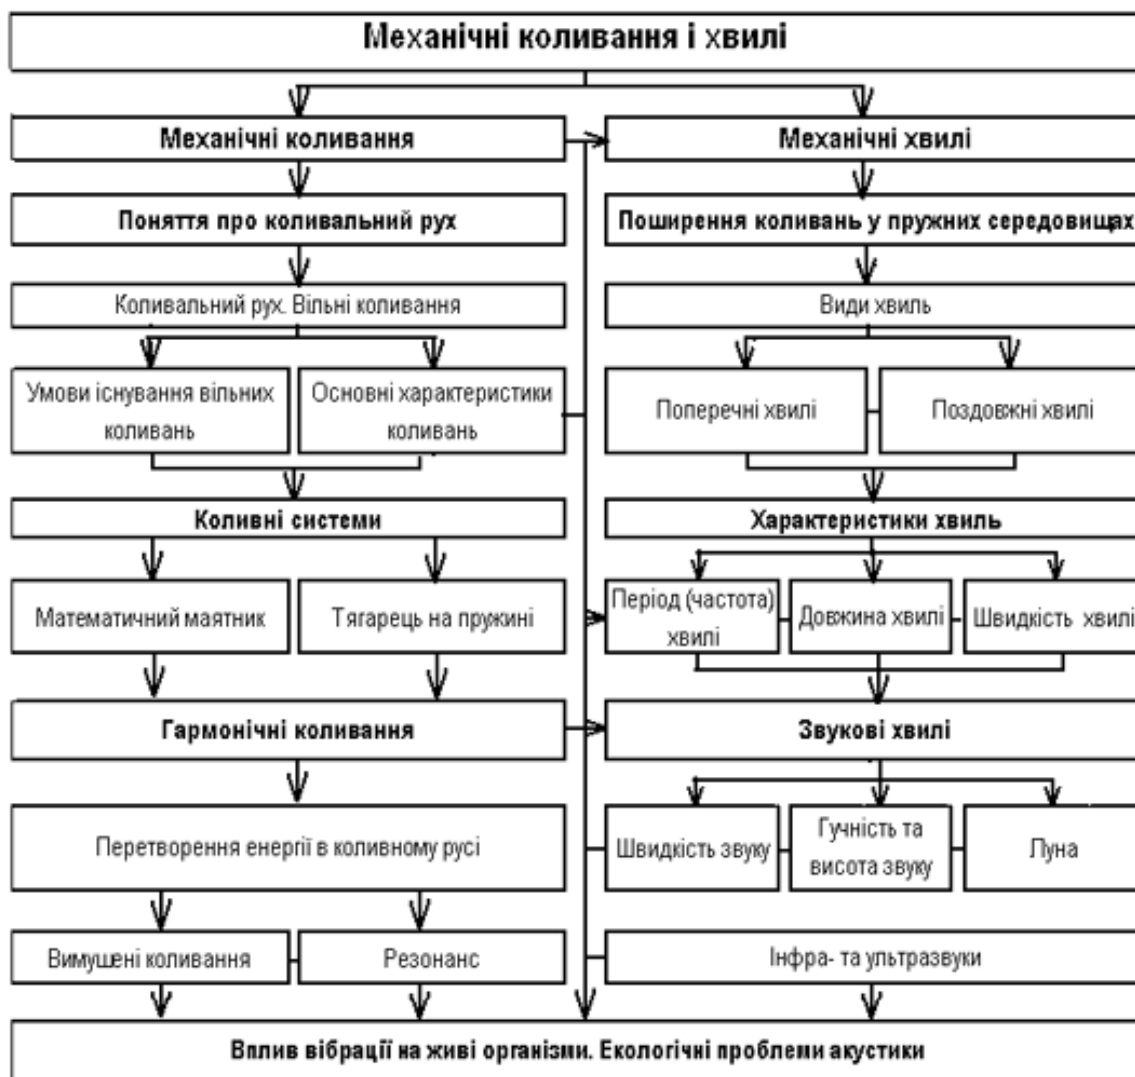 Механічні коливання і хвилі
Механічні коливання
Механічні хвилі
Поняття про коливальний рух
Поширення коливань у пружних середовищах
Коливальний рух. Вільні коливання
Види хвиль
Умови існування вільних
коливань
Основні характеристики
коливань
Поперечні хвилі
Поздовжні хвилі
Коливні системи
Характеристики хвиль
Математичний маятник
Тягарець на пружині
Період (частота)
хвилі
Довжина хвилі
Швидкість хвилі
Гармонічні коливання
Звукові хвилі
Перетворення енергії в коливному русі
Швидкість звуку
Гучність та
висота звуку
Луна
Вимушені коливання
Резонанс
Інфра- та ультразвуки
Вплив вібрації на живі організми. Екологічні проблеми акустики